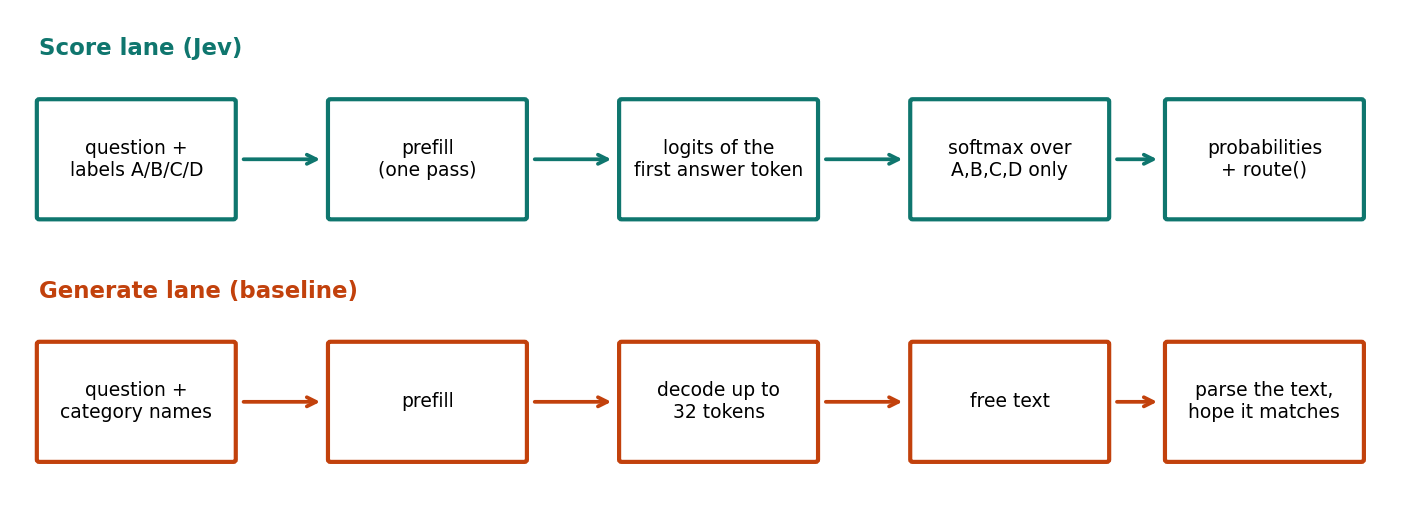 Score lane (Jev)
question +
labels A/B/C/D
prefill
(one pass)
logits of the
first answer token
softmax over
A,B,C,D only
probabilities
+ route()
Generate lane (baseline)
question +
category names
prefill
decode up to
32 tokens
free text
parse the text,
hope it matches